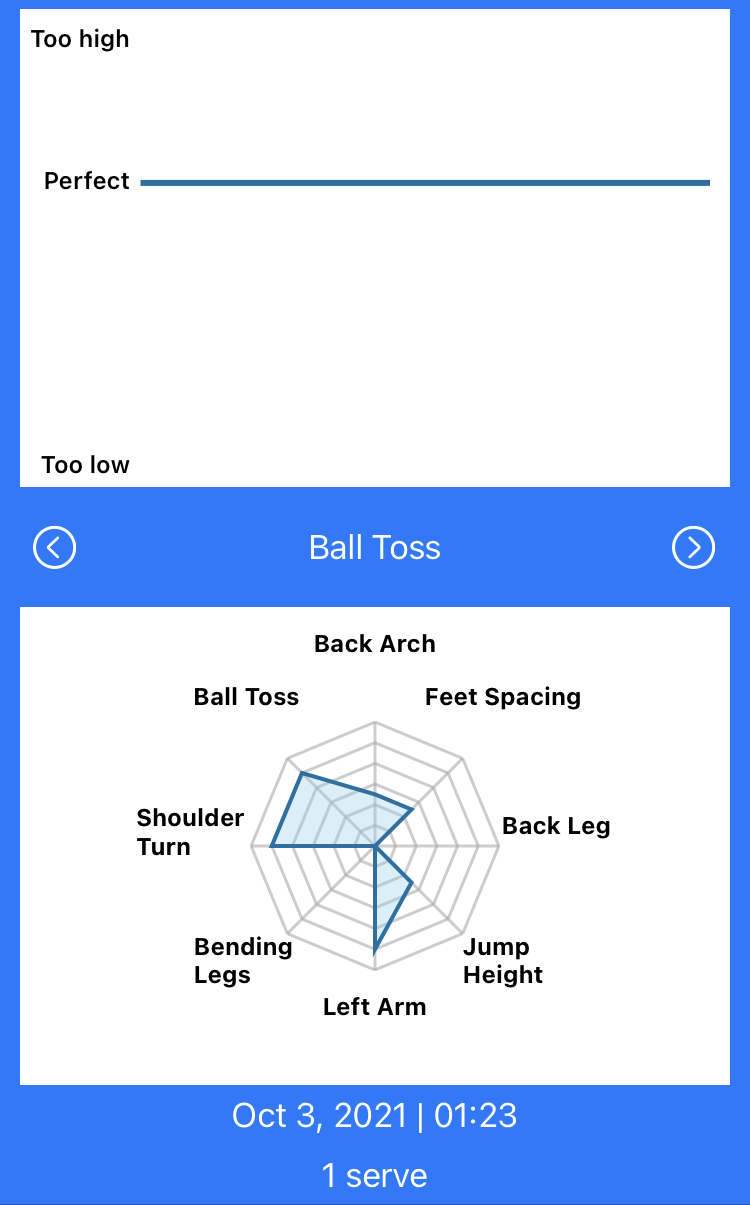 Too high
Perfect
Too low
Ball Toss
Back Arch
Ball Toss
Feet Spacing
Shoulder
Turn
Back Leg
Bending
Legs
Jump
Height
Left Arm
Oct 3, 2021 | 01:23
1 serve